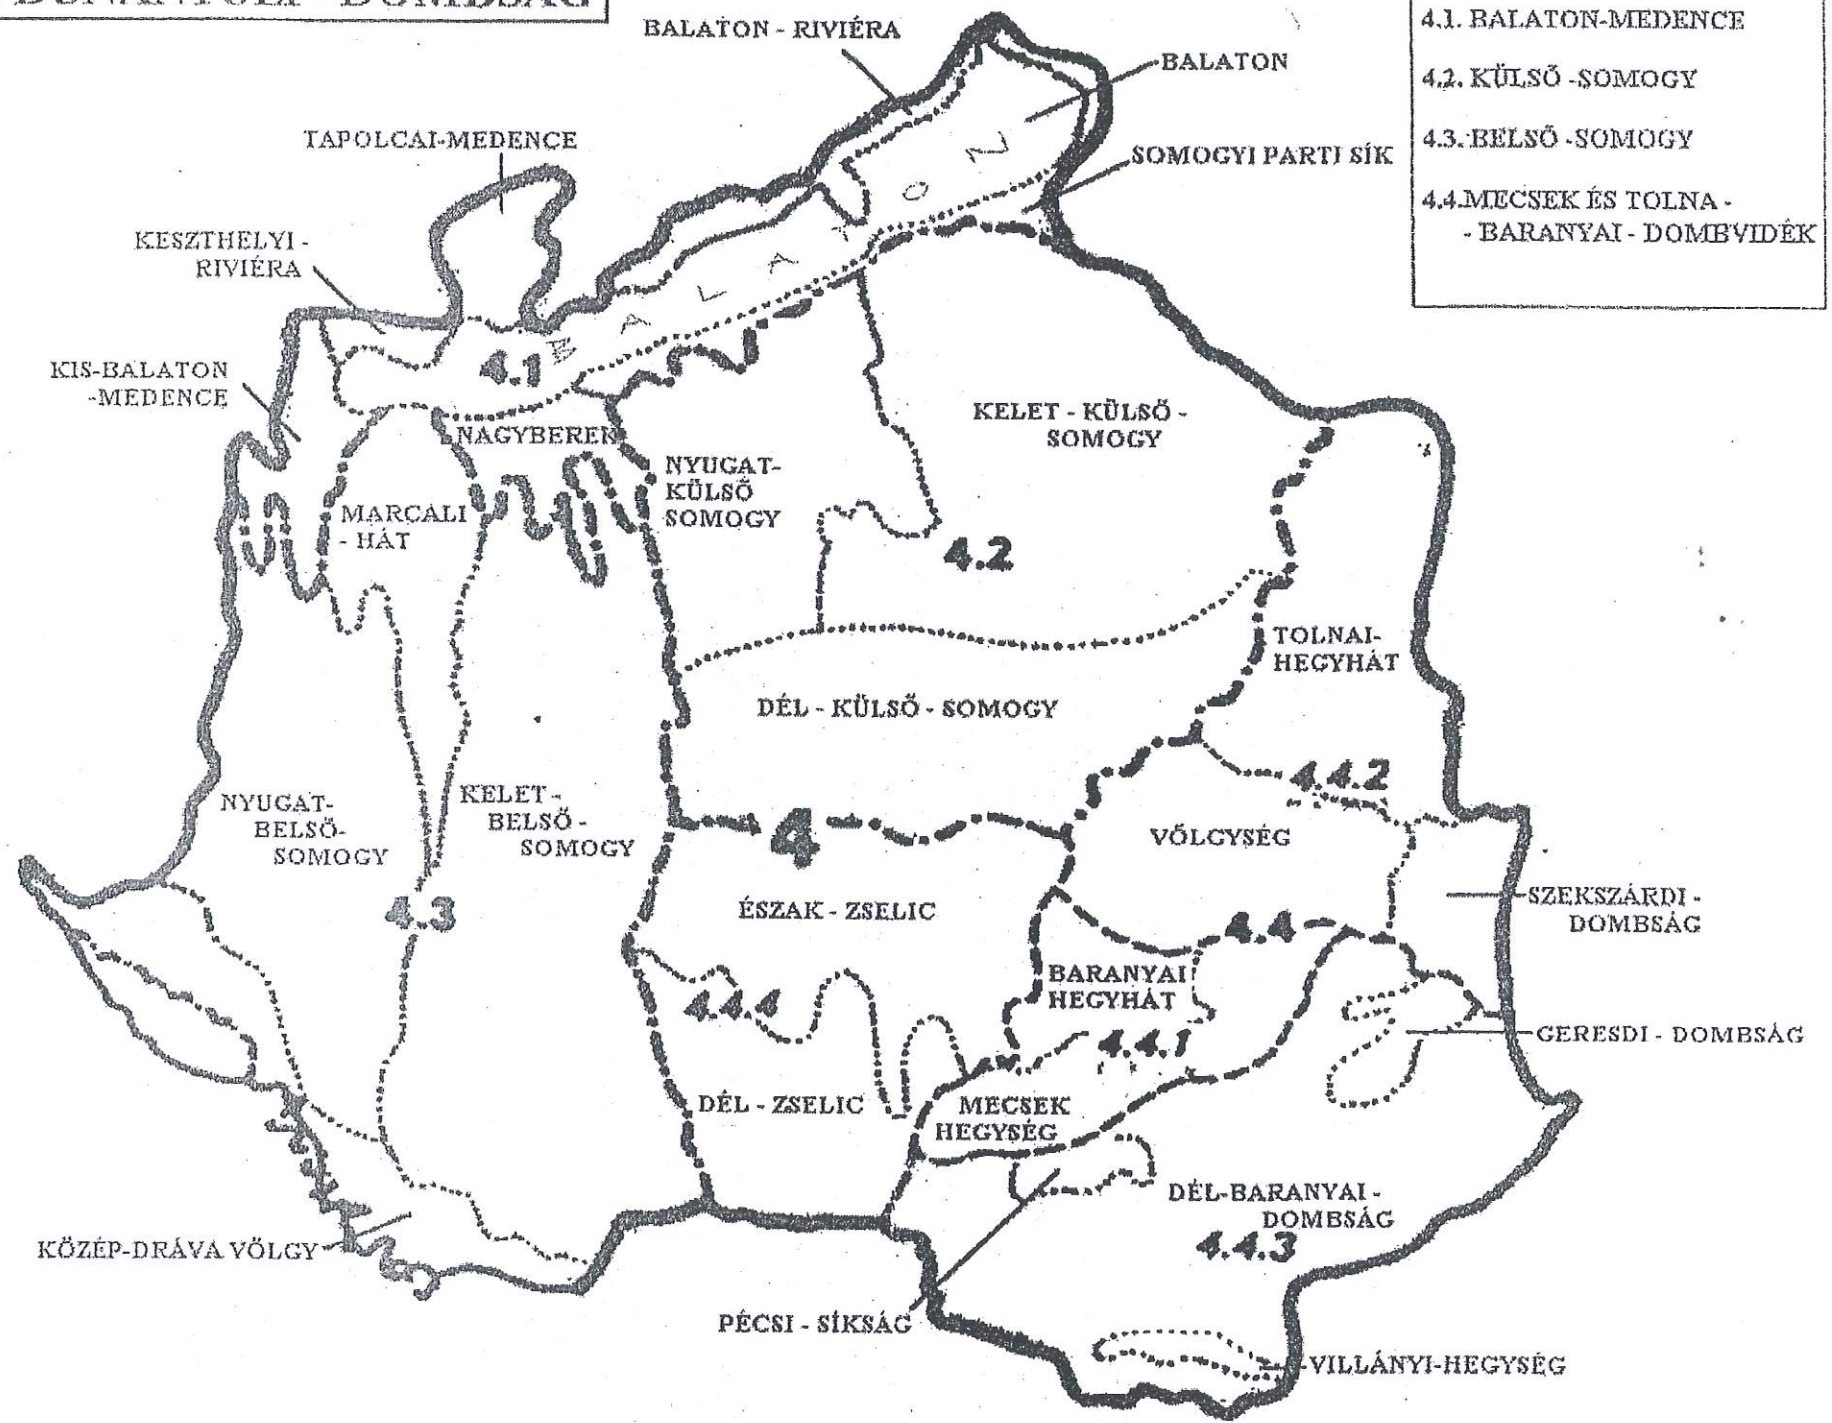 DUNÁNTÚLI - DOMBSÁG
4.1. BALATON-MEDENCE
4.2. KÜLSŐ -SOMOGY
4.3. BELSŐ -SOMOGY
4.4. MECSEK ÉS TOLNA -
- BARANYAI - DOMBVIDÉK
BALATON - RIVIÉRA
BALATON
TAPOLCAI-MEDENCE
SOMOGYI PARTI SÍK
KESZTHELYI -
RIVIÉRA
B A L A T O N
4.1
KIS-BALATON
-MEDENCE
NAGYBEREK
KELET - KÜLSŐ -
SOMOGY
NYUGAT-
KÜLSŐ
SOMOGY
MARCALI
- HÁT
4.2
TOLNAI-
HEGYHÁT
DÉL - KÜLSŐ - SOMOGY
4.4.2
NYUGAT-
BELSŐ-
SOMOGY
KELET -
BELSŐ -
SOMOGY
4
VÖLGYSÉG
4.3
ÉSZAK - ZSELIC
4.4
SZEKSZÁRDI -
DOMBSÁG
BARANYAI
HEGYHÁT
4.4.4
4.4.1
GERESDI - DOMBSÁG
DÉL - ZSELIC
MECSEK
HEGYSÉG
DÉL-BARANYAI -
DOMBSÁG
4.4.3
KÖZÉP-DRÁVA VÖLGY
PÉCSI - SÍKSÁG
VILLÁNYI-HEGYSÉG